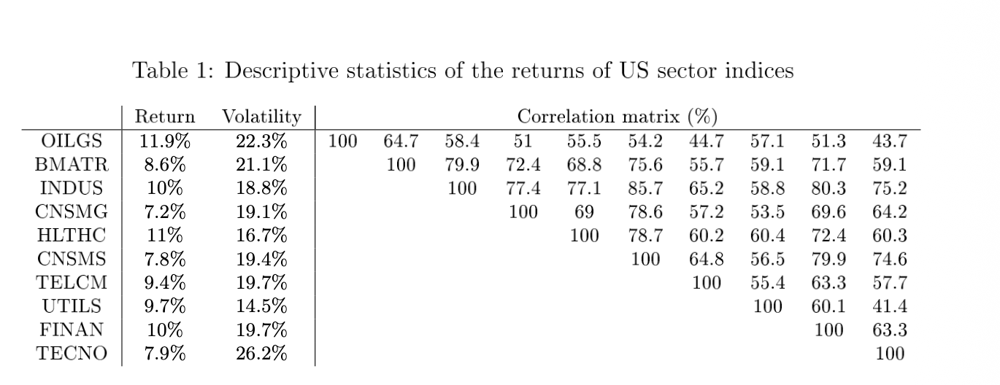 Table 1: Descriptive statistics of the returns of US sector indices
Return Volatility Correlation matrix (%)
OILGS 11.9% 22.3% 100 64.7 58.4 51 55.5 54.2 44.7 57.1 51.3 43.7
BMATR 8.6% 21.1% 100 79.9 72.4 68.8 75.6 55.7 59.1 71.7 59.1
INDUS 10% 18.8% 100 77.4 77.1 85.7 65.2 58.8 80.3 75.2
CNSMG 7.2% 19.1% 100 69 78.6 57.2 53.5 69.6 64.2
HLTHC 11% 16.7% 100 78.7 60.2 60.4 72.4 60.3
CNSMS 7.8% 19.4% 100 64.8 56.5 79.9 74.6
TELCM 9.4% 19.7% 100 55.4 63.3 57.7
UTILS 9.7% 14.5% 100 60.1 41.4
FINAN 10% 19.7% 100 63.3
TECNO 7.9% 26.2% 100